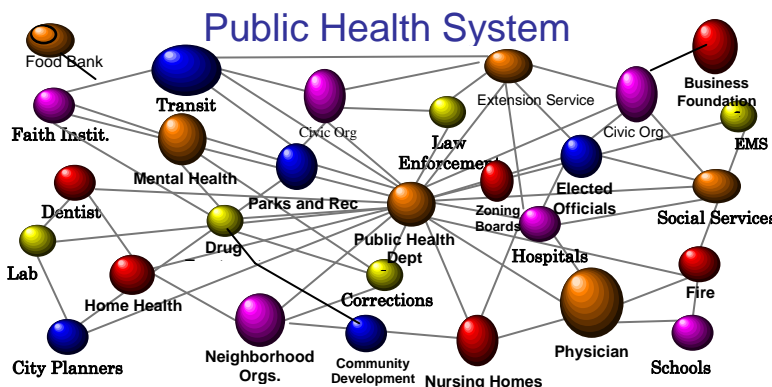 Public Health System
Food Bank
Transit
Extension Service
Business
Foundation
Faith Instit.
Civic Org
Law
Enforcement
Civic Org
EMS
Mental Health
Parks and Rec
Elected
Officials
Dentist
Zoning
Boards
Social Services
Drug
Public Health
Dept
Hospitals
Lab
Home Health
Corrections
Fire
City Planners
Neighborhood
Orgs.
Community
Development
Nursing Homes
Physician
Schools